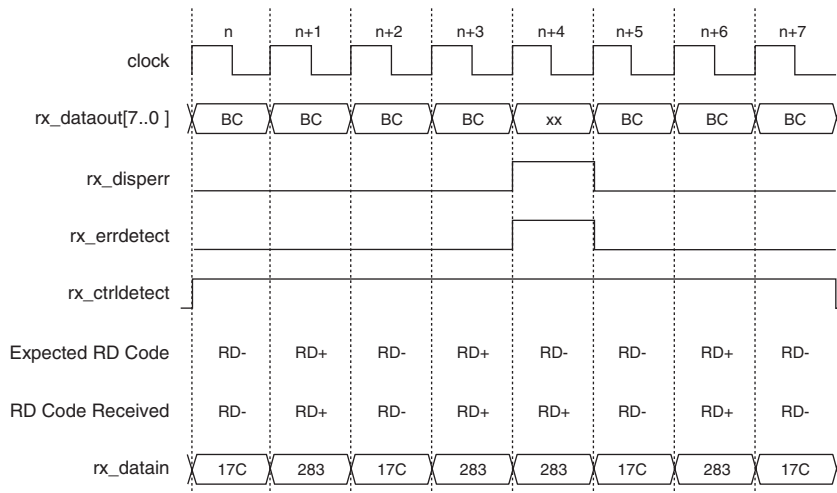 n n+1 n+2 n+3 n+4 n+5 n+6 n+7
clock
rx_dataout[7..0 ] BC BC BC BC xx BC BC BC
rx_disperr
rx_errdetect
rx_ctrldetect
Expected RD Code RD- RD+ RD- RD+ RD- RD- RD+ RD-
RD Code Received RD- RD+ RD- RD+ RD+ RD- RD+ RD-
rx_datain 17C 283 17C 283 283 17C 283 17C